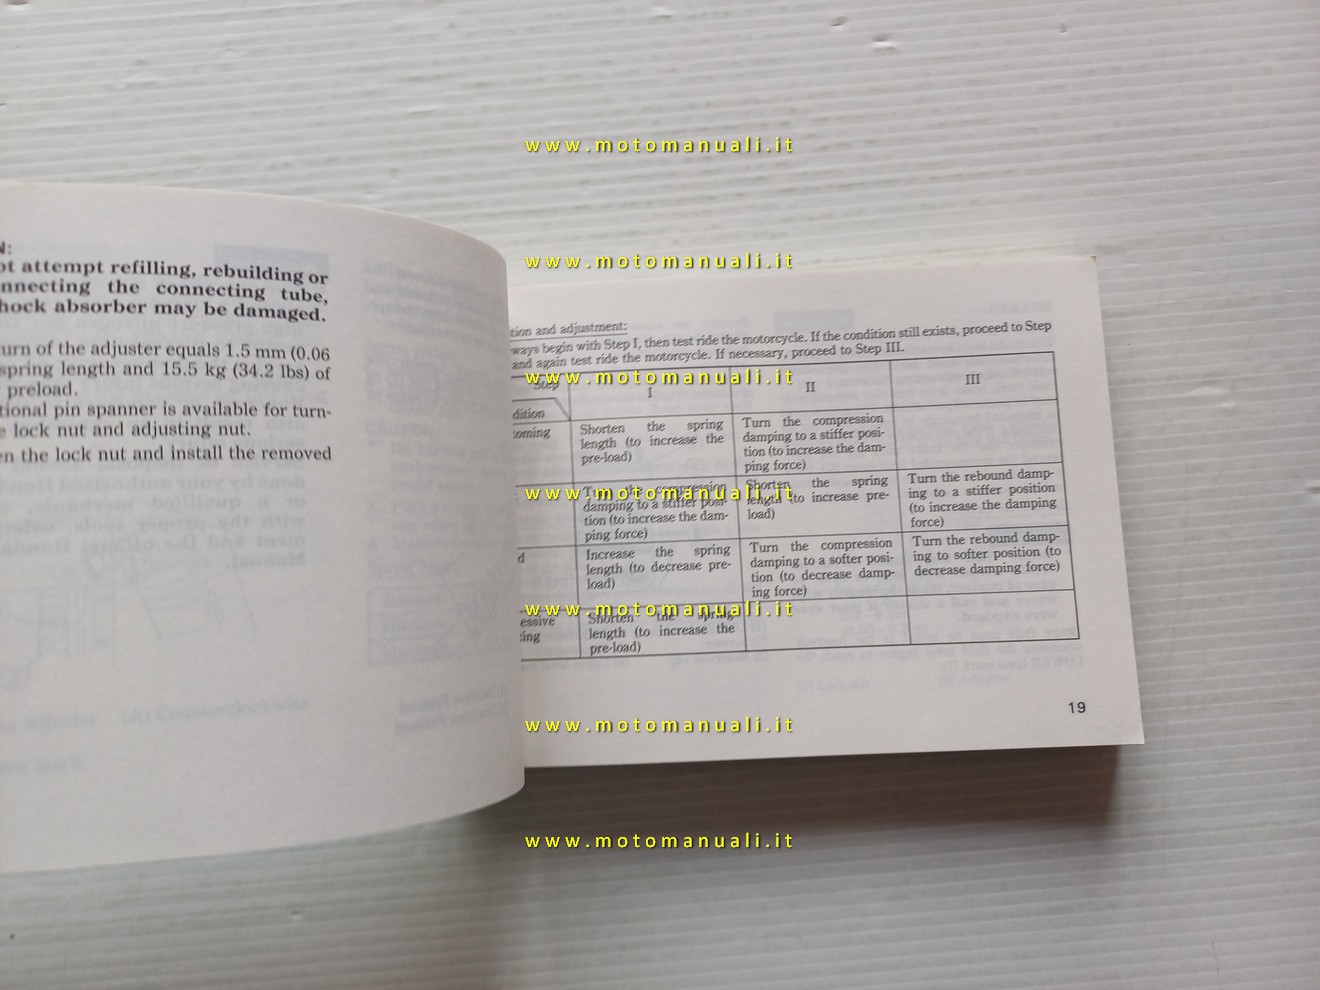 www.motomanuali.it
N:
ot attempt refilling, rebuilding or
nnecting the connecting tube,
hock absorber may be damaged.
urn of the adjuster equals 1.5 mm (0.06
spring length and 15.5 kg (34.2 lbs) of
preload.
tional pin spanner is available for turn-
e lock nut and adjusting nut.
en the lock nut and install the removed
www.motomanuali.it
tion and adjustment:
ways begin with Step I, then test ride the motorcycle. If the condition still exists, proceed to Step
and again test ride the motorcycle. If necessary, proceed to Step III.
www.motomanuali.it
Step
I
II
III
dition
toming
Shorten the spring
length (to increase the
pre-load)
Turn the compression
damping to a stiffer posi-
tion (to increase the dam-
ping force)
www.motomanuali.it
Turn the compression
damping to a stiffer posi-
tion (to increase the dam-
ping force)
Shorten the spring
length (to increase pre-
load)
Turn the rebound damp-
ing to a stiffer position
(to increase the damping
force)
d
Increase the spring
length (to decrease pre-
load)
Turn the compression
damping to a softer posi-
tion (to decrease damp-
ing force)
Turn the rebound damp-
ing to softer position (to
decrease damping force)
www.motomanuali.it
essive
ting
Shorten the spring
length (to increase the
pre-load)
19
www.motomanuali.it
www.motomanuali.it